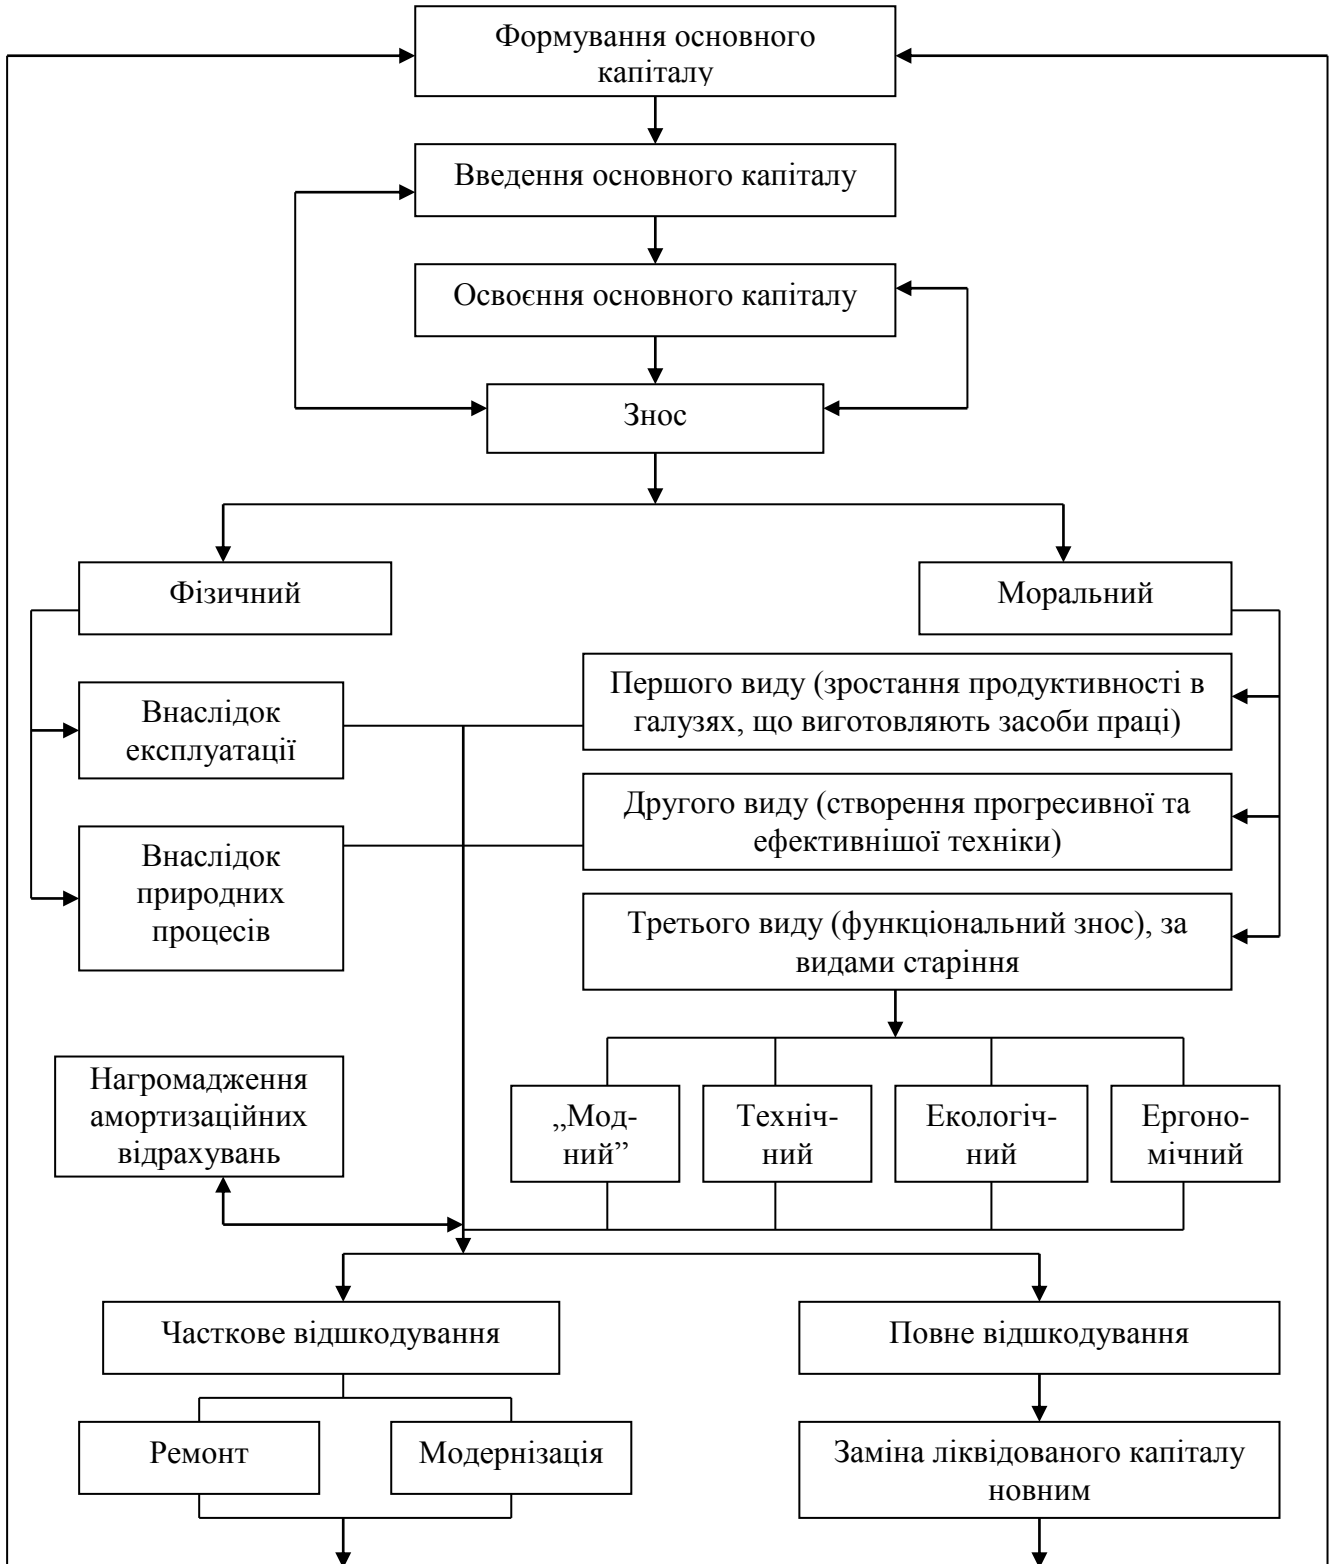 Формування основного
капіталу
Введення основного капіталу
Освоєння основного капіталу
Знос
Фізичний
Моральний
Внаслідок
експлуатації
Внаслідок
природних
процесів
Першого виду (зростання продуктивності в
галузях, що виготовляють засоби праці)
Другого виду (створення прогресивної та
ефективнішої техніки)
Третього виду (функціональний знос), за
видами старіння
Нагромадження
амортизаційних
відрахувань
„Мод-
ний”
Техніч-
ний
Екологіч-
ний
Ергоно-
мічний
Часткове відшкодування
Повне відшкодування
Ремонт
Модернізація
Заміна ліквідованого капіталу
новним